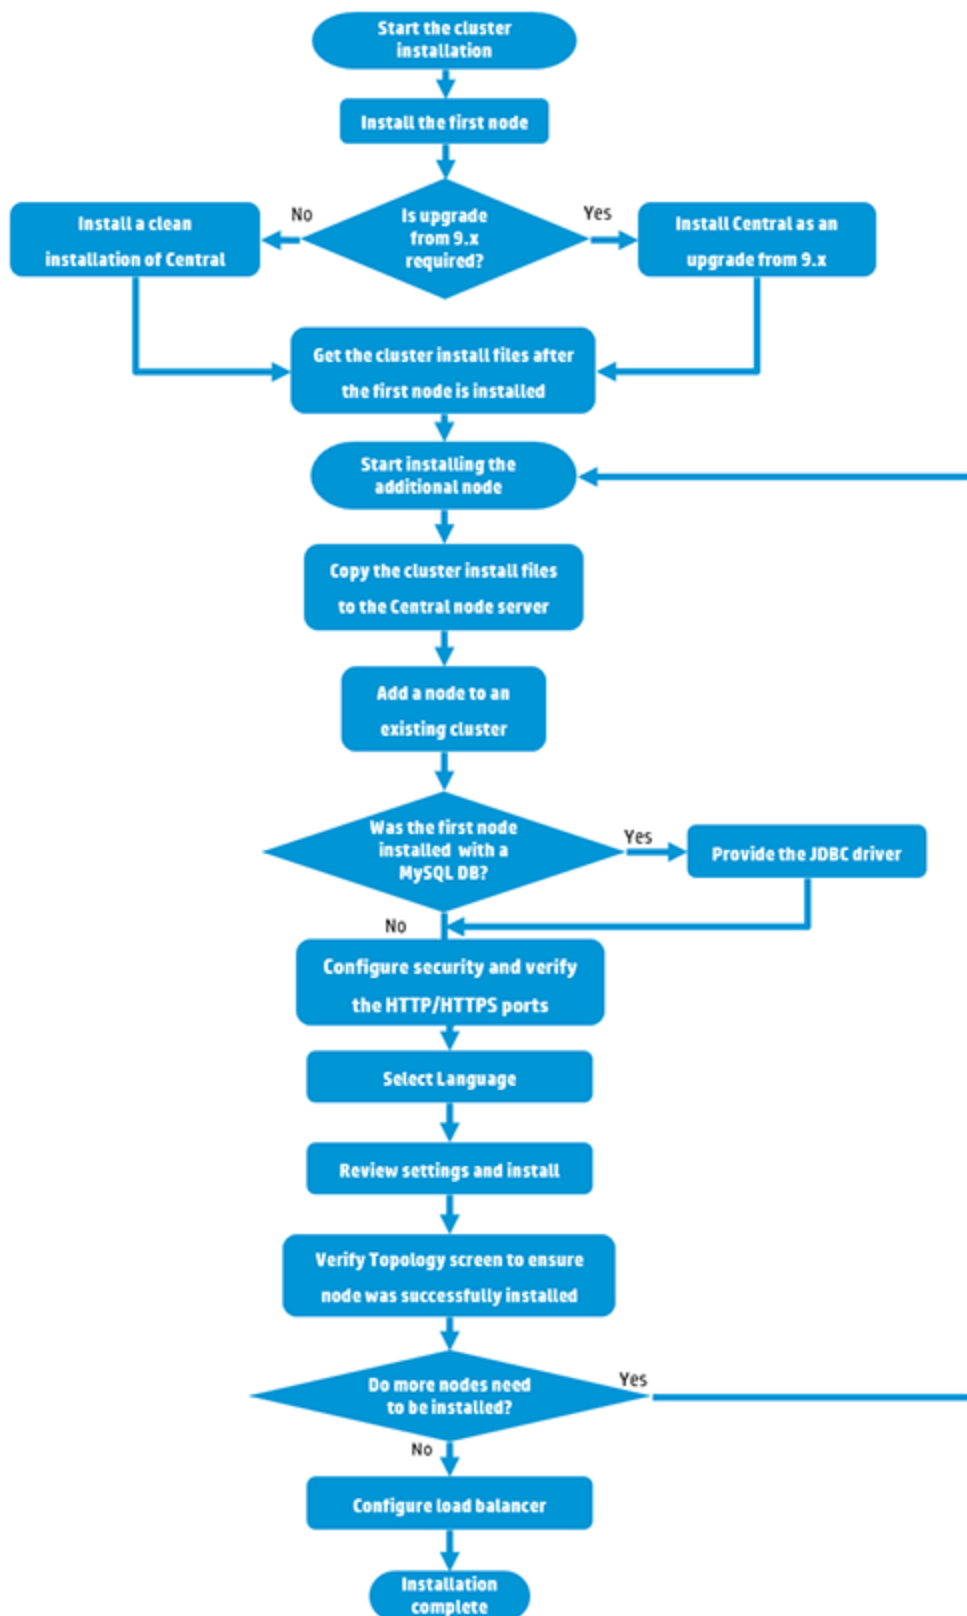 Start the cluster
installation
Install the first node
Is upgrade
from 9.x
required?
No
Yes
Install a clean
installation of Central
Install Central as an
upgrade from 9.x
Get the cluster install files after
the first node is installed
Start installing the
additional node
Copy the cluster install files
to the Central node server
Add a node to an
existing cluster
Was the first node
installed with a
MySQL DB?
Yes
Provide the JDBC driver
No
Configure security and verify
the HTTP/HTTPS ports
Select Language
Review settings and install
Verify Topology screen to ensure
node was successfully installed
Do more nodes need
to be installed?
Yes
No
Configure load balancer
Installation
complete